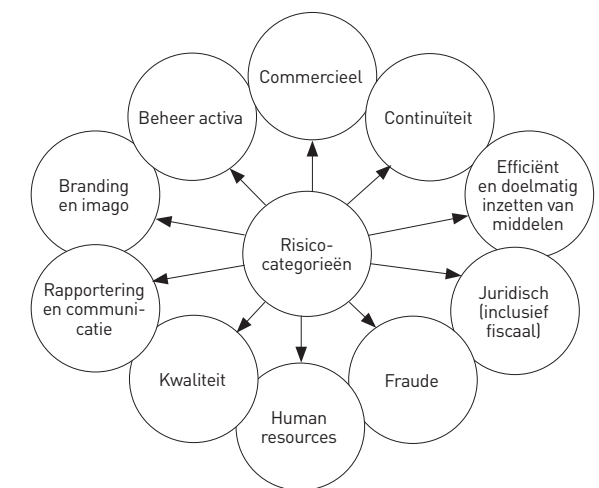 Commercieel
Beheer activa
Continuïteit
Branding
en imago
Efficiënt
en doelmatig
inzetten van
middelen
Risico-
categorieën
Rapportering
en communi-
catie
Juridisch
(inclusief
fiscaal)
Kwaliteit
Fraude
Human
resources